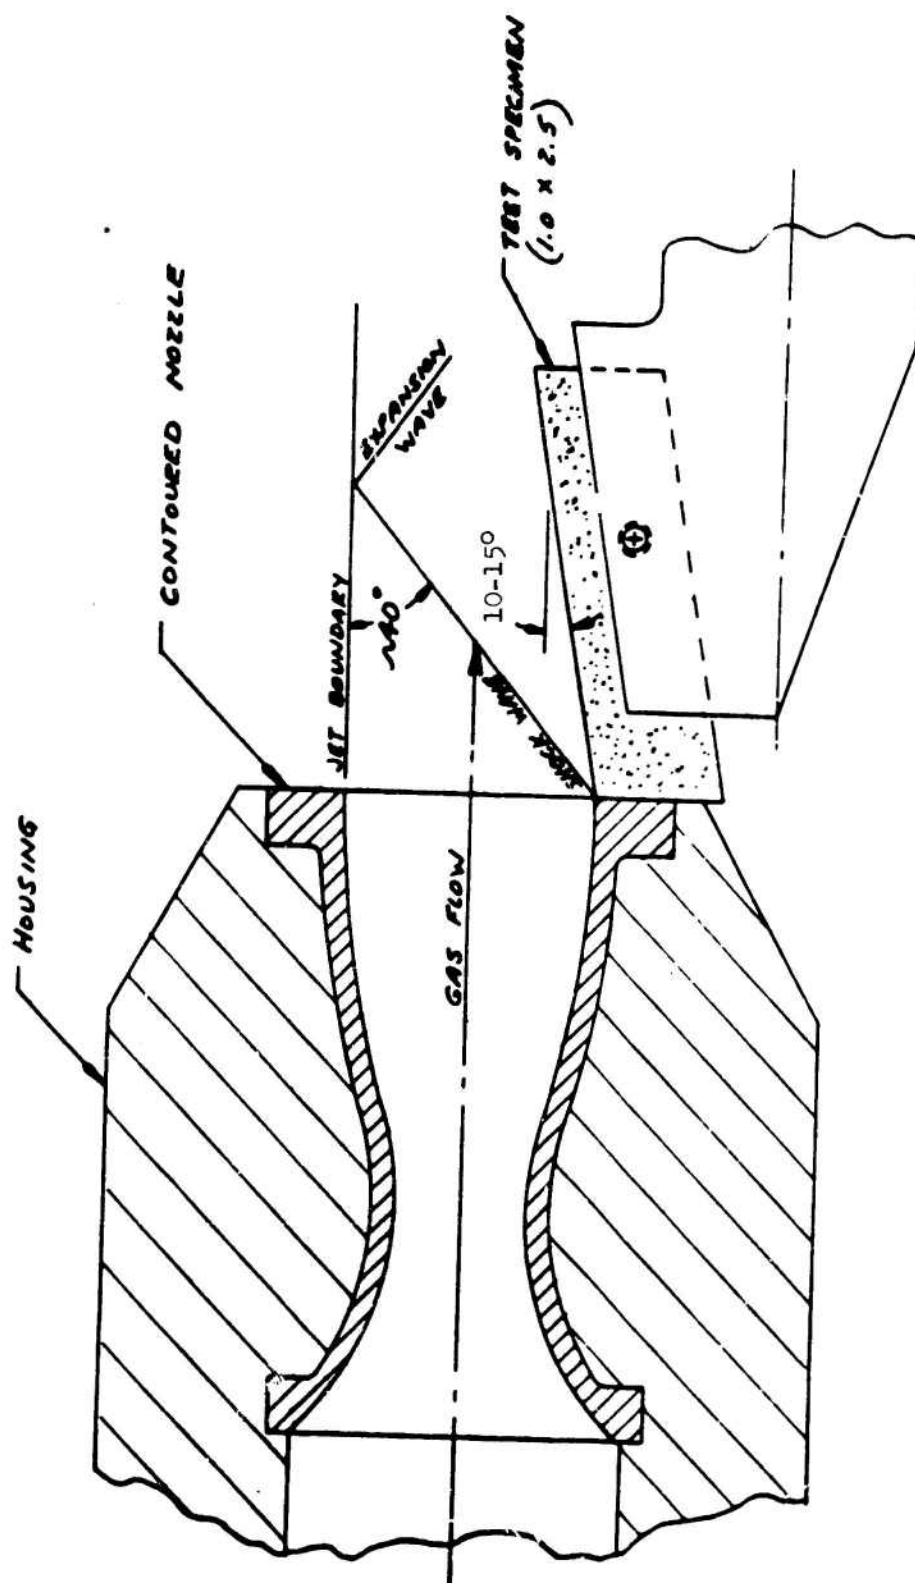 HOUSING
CONTOURED NOZZLE
JET BOUNDARY
~40°
EXPANSION
WAVE
SHOCK WAVE
GAS FLOW
10-15°
TEST SPECIMEN
(1.0 X 2.5)